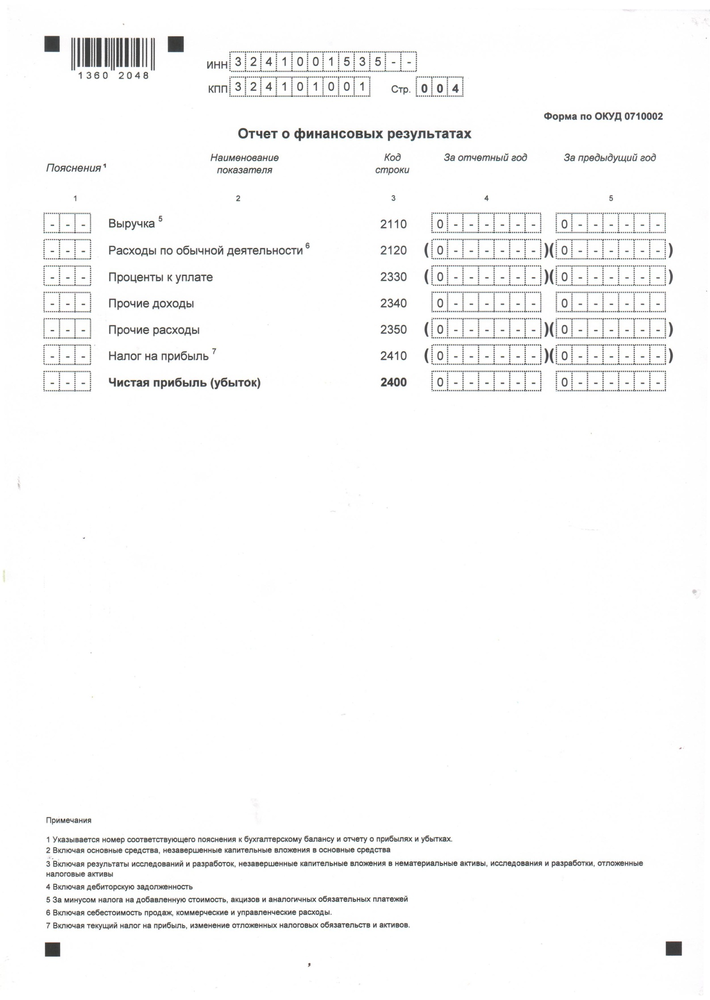 1360 2048
ИНН 3241001535--
КПП 324101001 Стр. 004
Форма по ОКУД 0710002
Отчет о финансовых результатах
Пояснения 1 Наименование показателя Код строки За отчетный год За предыдущий год
1 2 3 4 5
--- Выручка 5 2110 0------ 0------
--- Расходы по обычной деятельности 6 2120 (0------)(0------)
--- Проценты к уплате 2330 (0------)(0------)
--- Прочие доходы 2340 0------ 0------
--- Прочие расходы 2350 (0------)(0------)
--- Налог на прибыль 7 2410 (0------)(0------)
--- Чистая прибыль (убыток) 2400 0------ 0------
Примечания
1 Указывается номер соответствующего пояснения к бухгалтерскому балансу и отчету о прибылях и убытках.
2 Включая основные средства, незавершенные капительные вложения в основные средства
3 Включая результаты исследований и разработок, незавершенные капительные вложения в нематериальные активы, исследования и разработки, отложенные
налоговые активы
4 Включая дебиторскую задолженность
5 За минусом налога на добавленную стоимость, акцизов и аналогичных обязательных платежей
6 Включая себестоимость продаж, коммерческие и управленческие расходы.
7 Включая текущий налог на прибыль, изменение отложенных налоговых обязательств и активов.